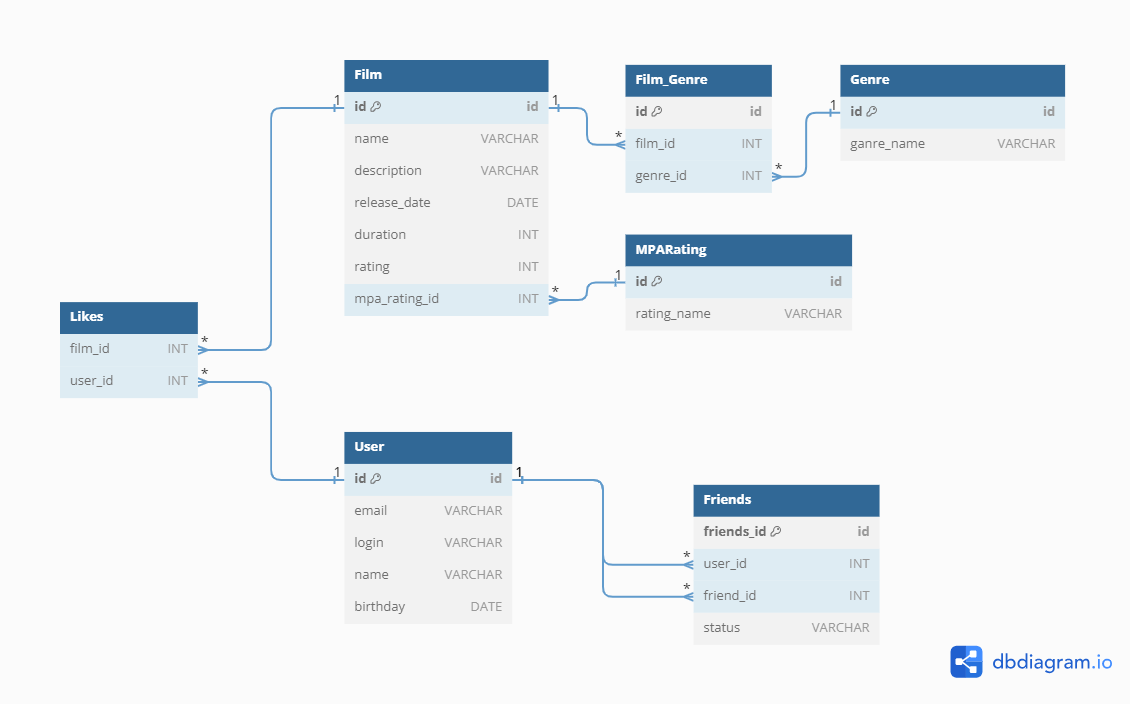 Film
id id
name VARCHAR
description VARCHAR
release_date DATE
duration INT
rating INT
mpa_rating_id INT
Film_Genre
id id
film_id INT
genre_id INT
Genre
id id
ganre_name VARCHAR
MPARating
id id
rating_name VARCHAR
Likes
film_id INT
user_id INT
User
id id
email VARCHAR
login VARCHAR
name VARCHAR
birthday DATE
Friends
friends_id id
user_id INT
friend_id INT
status VARCHAR
1
1
*
1
*
1
*
*
*
1
1
*
*
dbdiagram.io